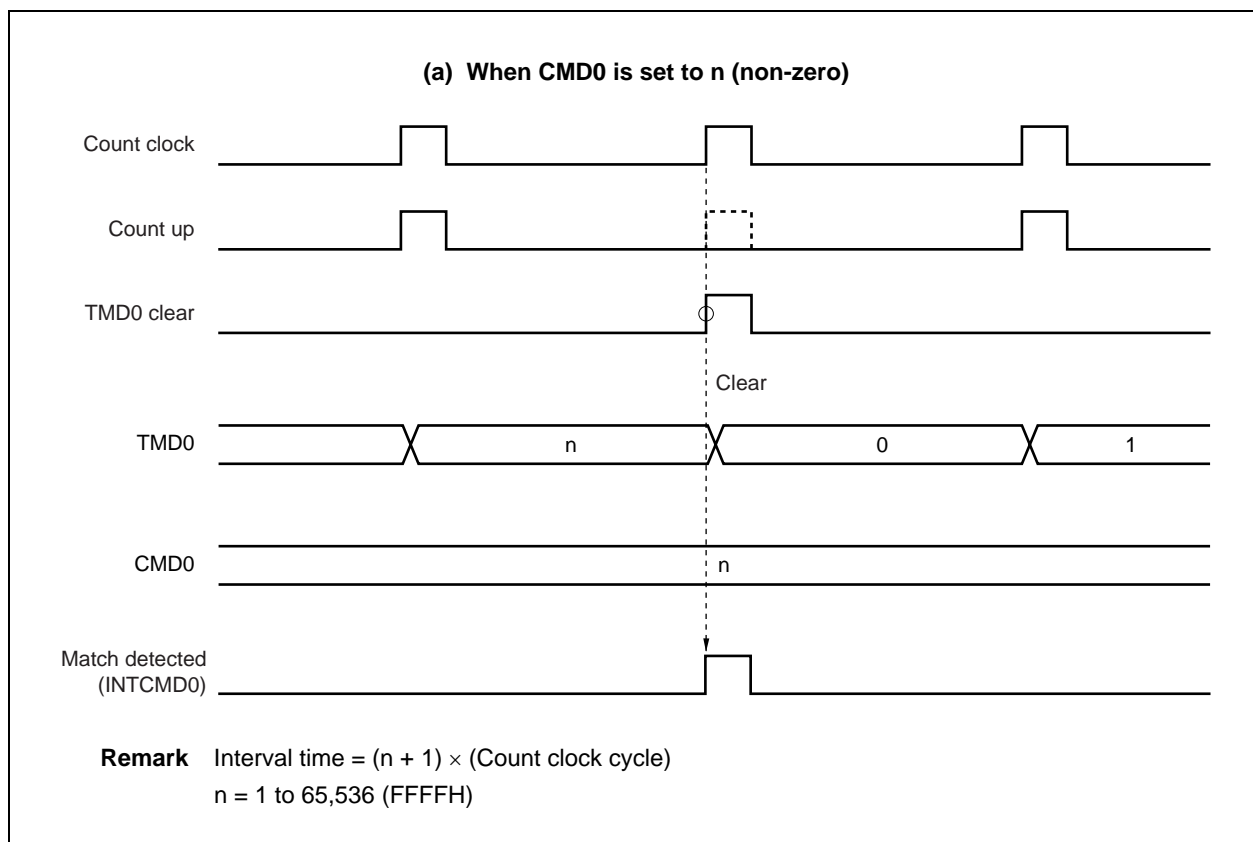 (a) When CMD0 is set to n (non-zero)
Count clock
Count up
TMD0 clear
Clear
TMD0
n
0
1
CMD0
n
Match detected
(INTCMD0)
Remark Interval time = (n + 1) × (Count clock cycle)
n = 1 to 65,536 (FFFFH)